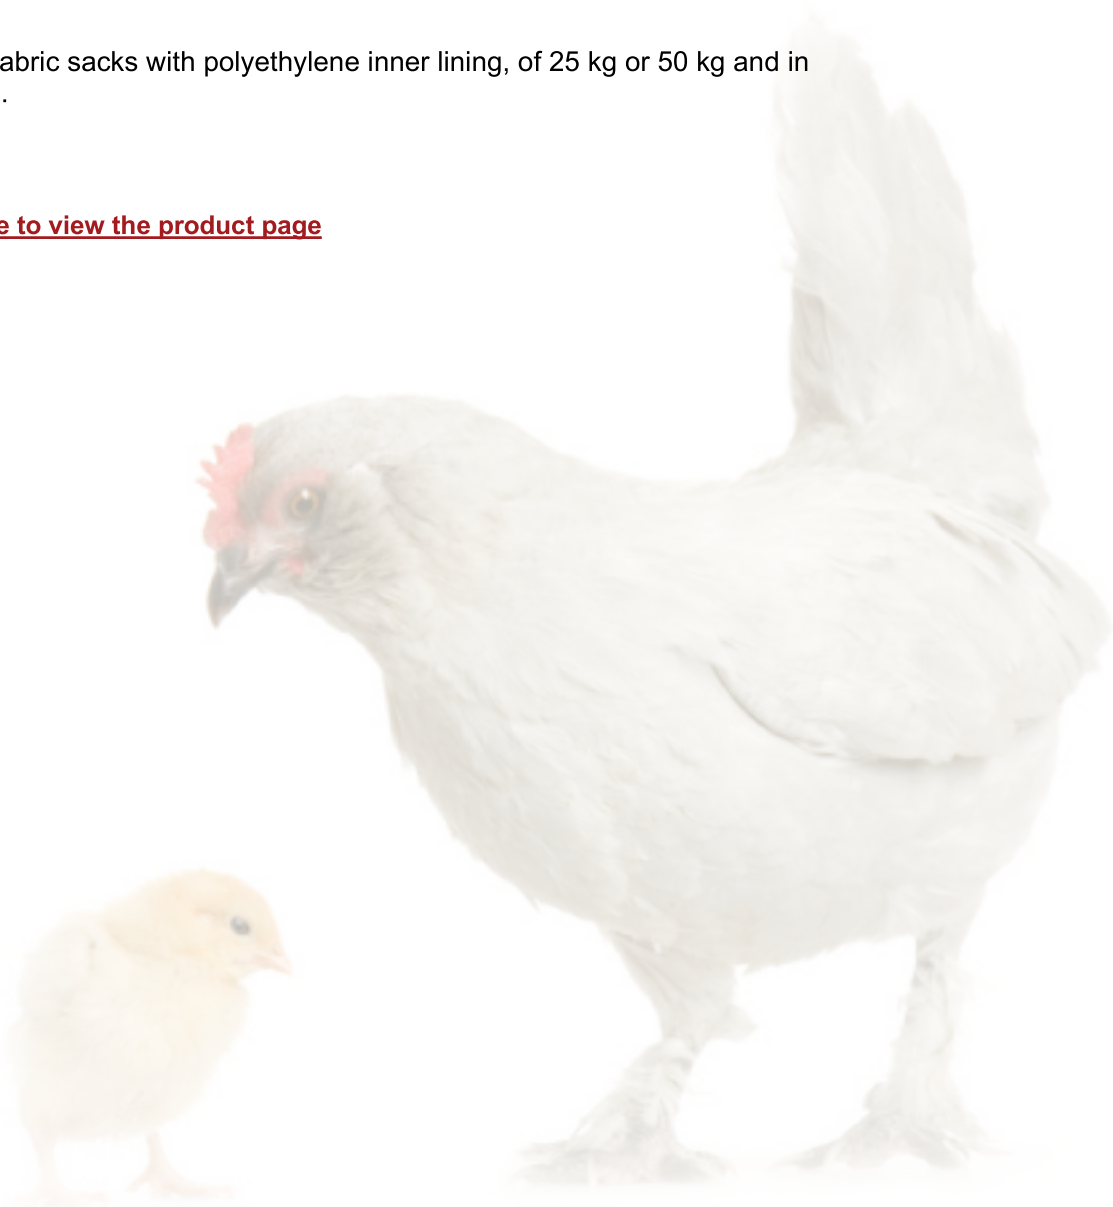 abric sacks with polyethylene inner lining, of 25 kg or 50 kg and in
.
e to view the product page